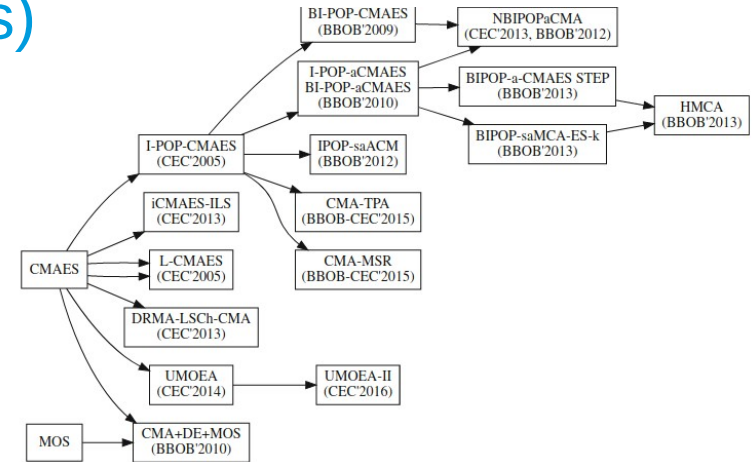 s)
BI-POP-CMAES
(BBOB'2009)
NBIPOPaCMA
(CEC'2013, BBOB'2012)
I-POP-aCMAES
BI-POP-aCMAES
(BBOB'2010)
BIPOP-a-CMAES STEP
(BBOB'2013)
HMCA
(BBOB'2013)
BIPOP-saMCA-ES-k
(BBOB'2013)
I-POP-CMAES
(CEC'2005)
IPOP-saACM
(BBOB'2012)
iCMAES-ILS
(CEC'2013)
CMA-TPA
(BBOB-CEC'2015)
CMAES
L-CMAES
(CEC'2005)
CMA-MSR
(BBOB-CEC'2015)
DRMA-LSCh-CMA
(CEC'2013)
UMOEA
(CEC'2014)
UMOEA-II
(CEC'2016)
MOS
CMA+DE+MOS
(BBOB'2010)